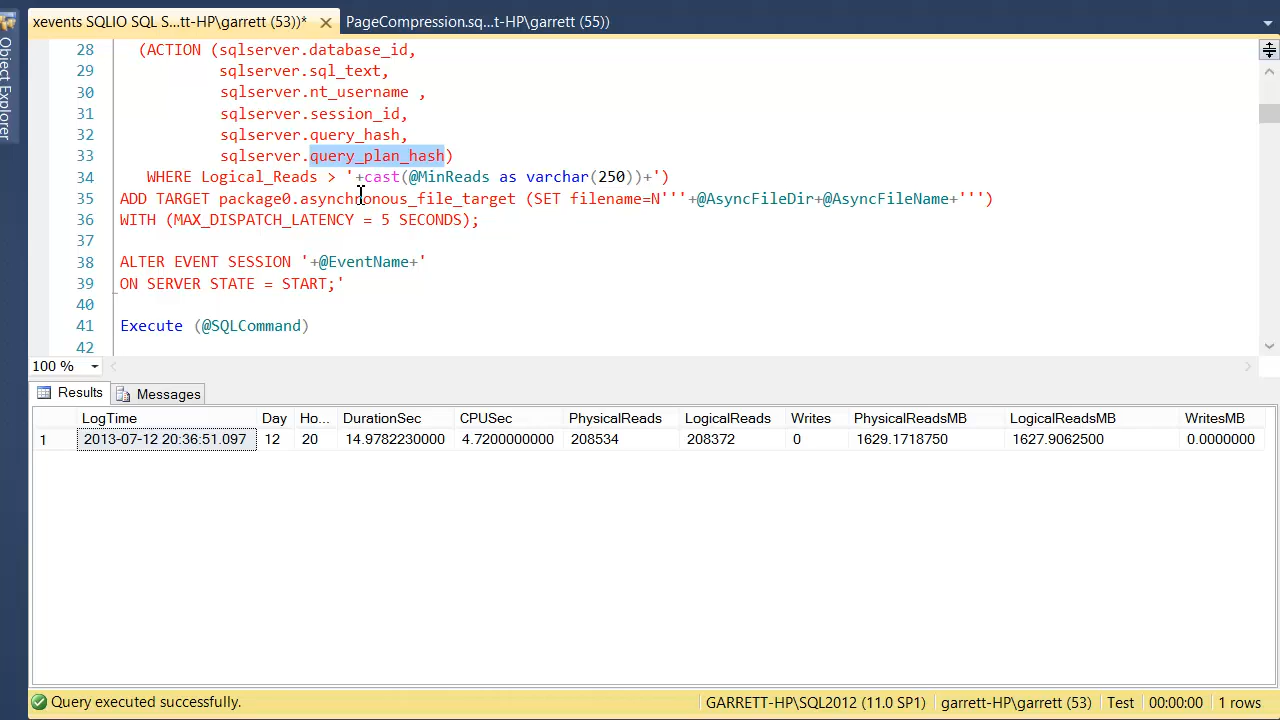 xevents SQLIO SQL S...tt-HP\garrett (53))* PageCompression.sq...t-HP\garrett (55))
Object Explorer
28 (ACTION (sqlserver.database_id,
29 sqlserver.sql_text,
30 sqlserver.nt_username ,
31 sqlserver.session_id,
32 sqlserver.query_hash,
33 sqlserver.query_plan_hash)
34 WHERE Logical_Reads > '+cast(@MinReads as varchar(250))+')
35 ADD TARGET package0.asynchronous_file_target (SET filename=N'''+@AsyncFileDir+@AsyncFileName+''')
36 WITH (MAX_DISPATCH_LATENCY = 5 SECONDS);
37
38 ALTER EVENT SESSION '+@EventName+'
39 ON SERVER STATE = START;'
40
41 Execute (@SQLCommand)
42
100 %
Results Messages
LogTime Day Ho... DurationSec CPUSec PhysicalReads LogicalReads Writes PhysicalReadsMB LogicalReadsMB WritesMB
1 2013-07-12 20:36:51.097 12 20 14.9782230000 4.7200000000 208534 208372 0 1629.1718750 1627.9062500 0.0000000
Query executed successfully. GARRETT-HP\SQL2012 (11.0 SP1) garrett-HP\garrett (53) Test 00:00:00 1 rows